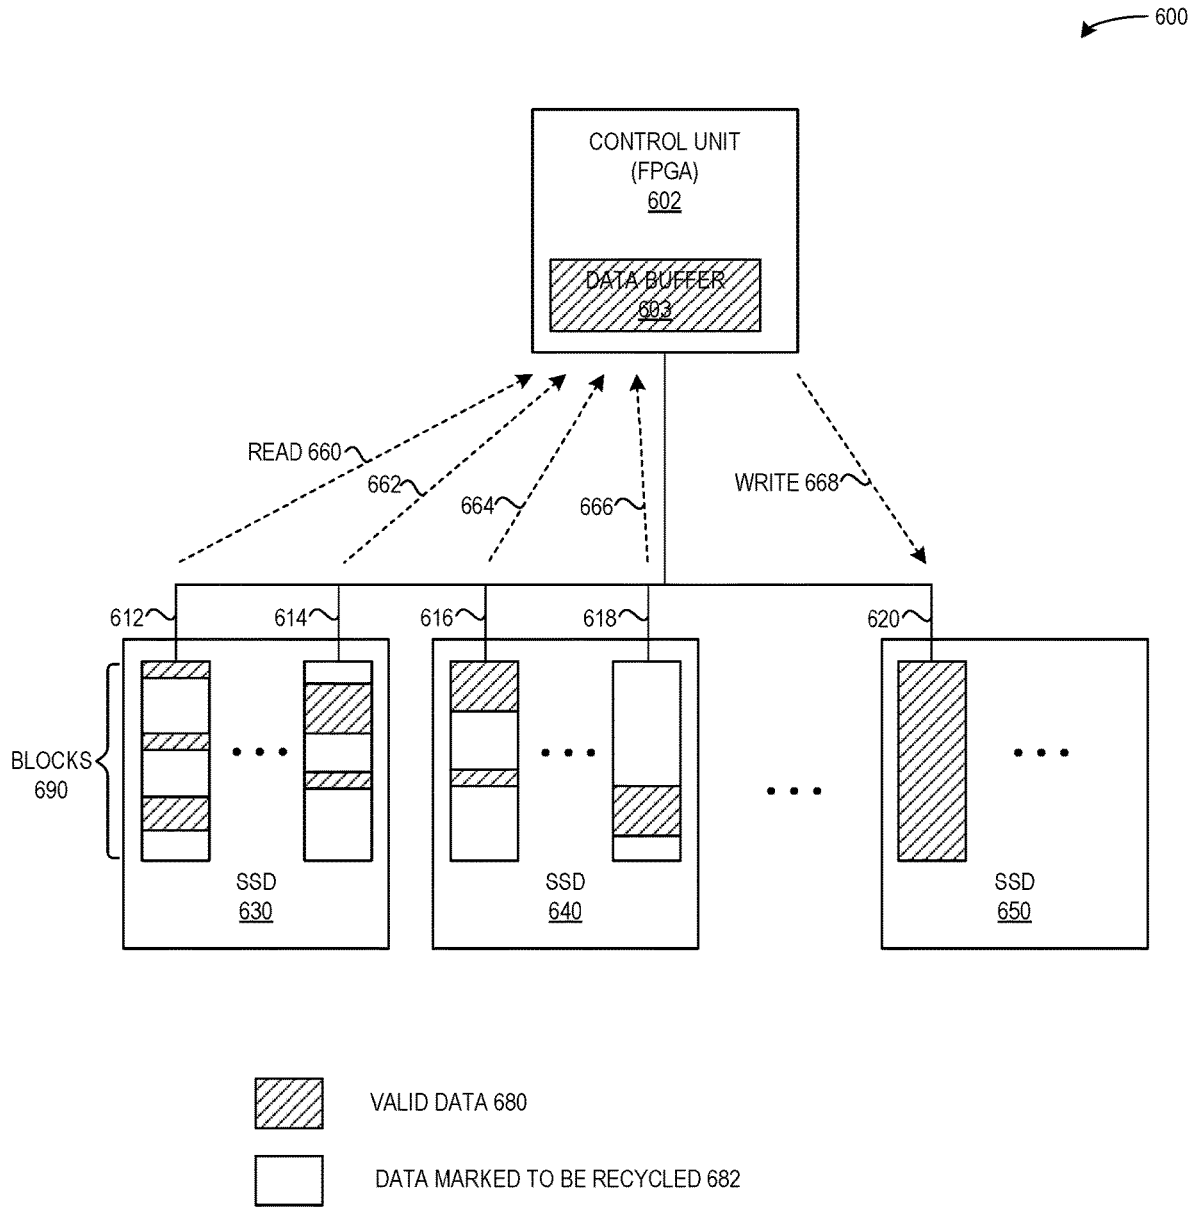 600
CONTROL UNIT
(FPGA)
602
DATA BUFFER
603
READ 660
662
664
666
WRITE 668
612
614
616
618
620
BLOCKS
690
SSD
630
SSD
640
SSD
650
VALID DATA 680
DATA MARKED TO BE RECYCLED 682